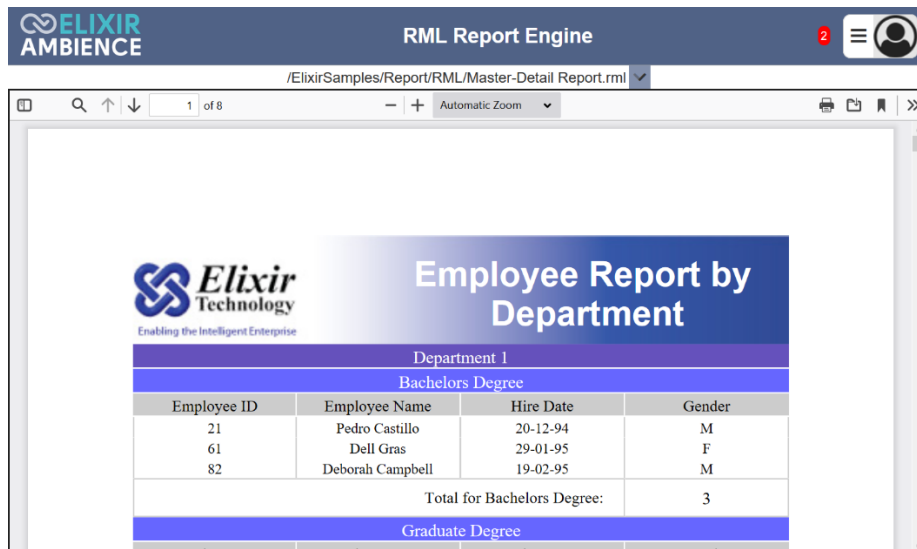 ELIXIR
AMBIENCE
RML Report Engine
2
/ElixirSamples/Report/RML/Master-Detail Report.rml
1 of 8
Automatic Zoom
Elixir
Technology
Enabling the Intelligent Enterprise
Employee Report by
Department
Department 1
Bachelors Degree
Employee ID Employee Name Hire Date Gender
21 Pedro Castillo 20-12-94 M
61 Dell Gras 29-01-95 F
82 Deborah Campbell 19-02-95 M
Total for Bachelors Degree: 3
Graduate Degree